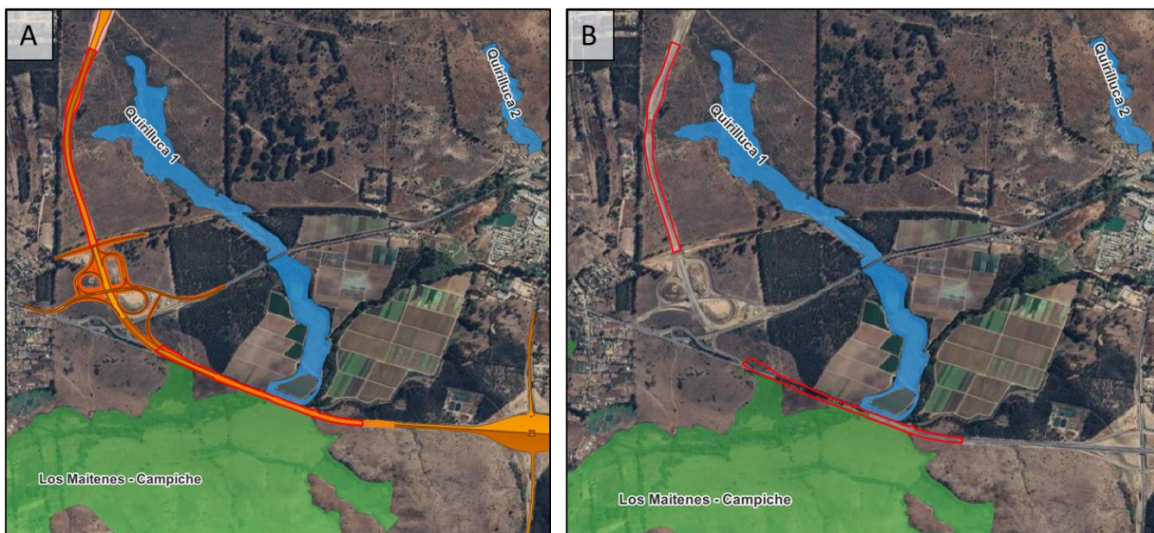 A
Quirilluca 1
Quirilluca 2
Los Maitenes - Campiche
B
Quirilluca 1
Quirilluca 2
Los Maitenes - Campiche